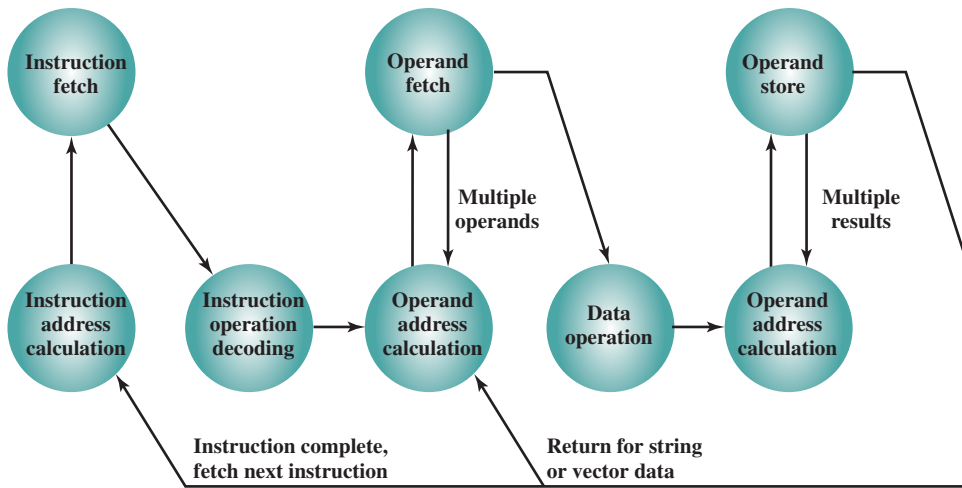 Instruction
fetch
Operand
fetch
Operand
store
Multiple
operands
Multiple
results
Instruction
address
calculation
Instruction
operation
decoding
Operand
address
calculation
Data
operation
Operand
address
calculation
Instruction complete,
fetch next instruction
Return for string
or vector data